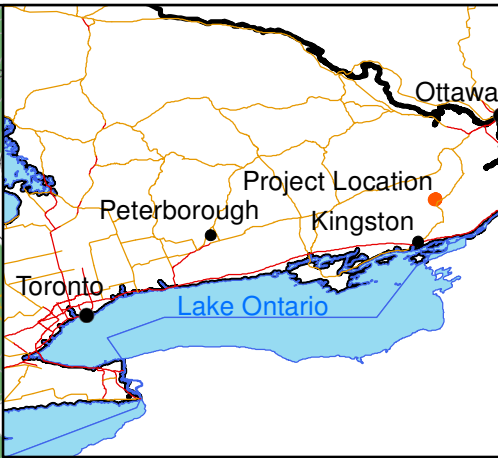 Ottawa
Project Location
Peterborough
Kingston
Toronto
Lake Ontario